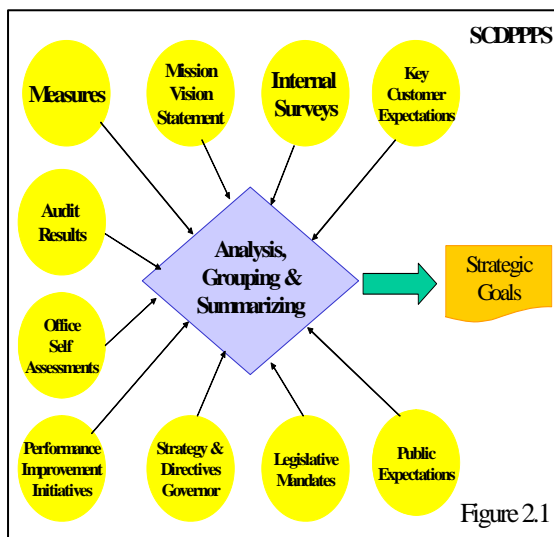 SCDPPPS
Measures
Mission
Vision
Statement
Internal
Surveys
Key
Customer
Expectations
Audit
Results
Analysis,
Grouping &
Summarizing
Strategic
Goals
Office
Self
Assessments
Performance
Improvement
Initiatives
Strategy &
Directives
Governor
Legislative
Mandates
Public
Expectations
Figure 2.1